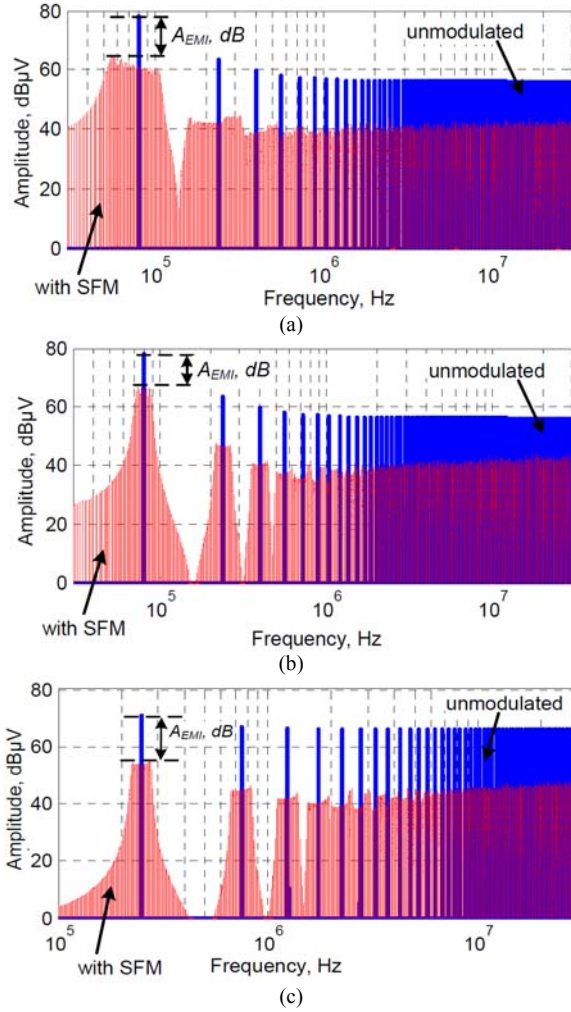 80
A_EMI, dB
unmodulated
60
40
20
0
Amplitude, dBµV
with SFM
10^5
10^6
10^7
Frequency, Hz
(a)
80
A_EMI, dB
unmodulated
60
40
20
0
Amplitude, dBµV
with SFM
10^5
10^6
10^7
Frequency, Hz
(b)
80
A_EMI, dB
unmodulated
60
40
20
0
Amplitude, dBµV
10^5
with SFM
10^6
10^7
Frequency, Hz
(c)